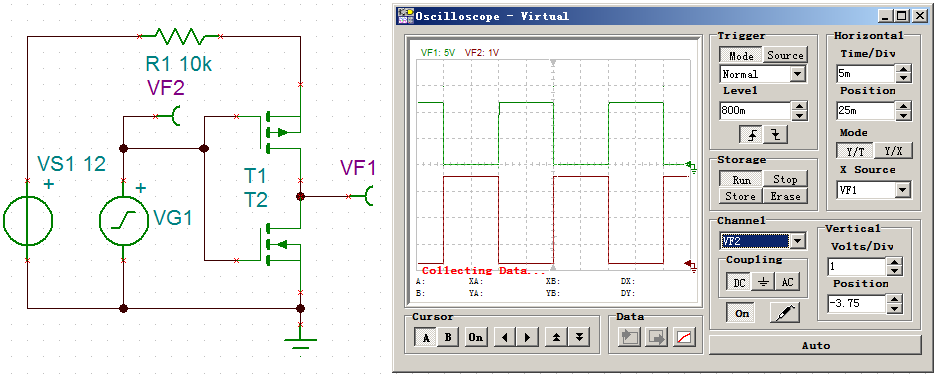 R1 10k
VF2
VS1 12
+
+
VG1
T1
T2
VF1
Oscilloscope - Virtual
VF1: 5V VF2: 1V
Collecting Data...
A: XA: XB: DX:
B: YA: YB: DY:
Cursor
A B On
Data
Trigger
Mode Source
Normal
Level
800m
Storage
Run Stop
Store Erase
Horizontal
Time/Div
5m
Position
25m
Mode
Y/T Y/X
X Source
VF1
Channel
VF2
Coupling
DC AC
On
Vertical
Volts/Div
1
Position
-3.75
Auto